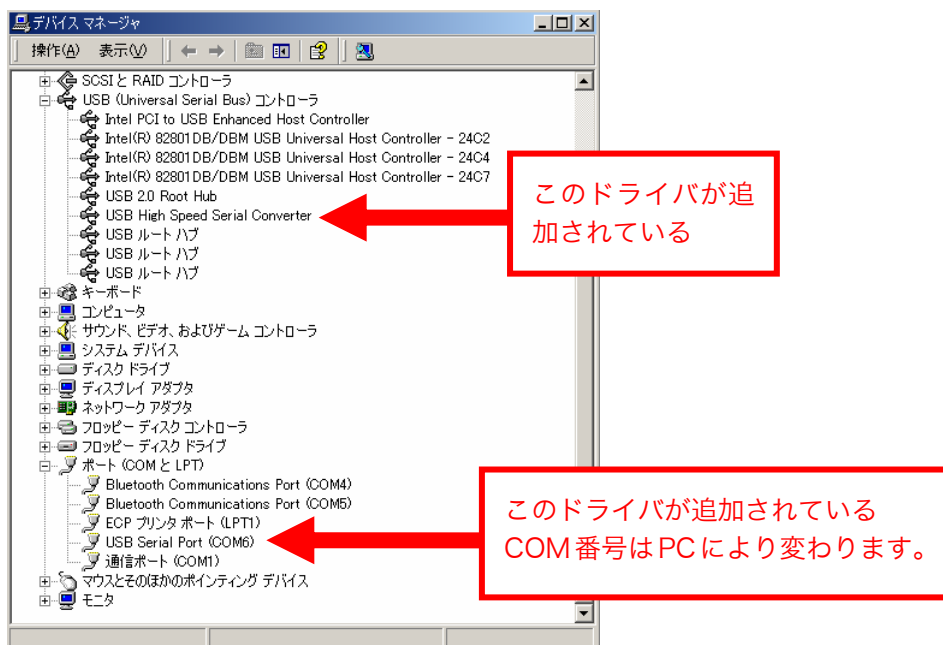 デバイス マネージャ
操作(A) 表示(V)
SCSI と RAID コントローラ
USB (Universal Serial Bus) コントローラ
Intel PCI to USB Enhanced Host Controller
Intel(R) 82801DB/DBM USB Universal Host Controller - 24C2
Intel(R) 82801DB/DBM USB Universal Host Controller - 24C4
Intel(R) 82801DB/DBM USB Universal Host Controller - 24C7
USB 2.0 Root Hub
USB High Speed Serial Converter
USB ルート ハブ
USB ルート ハブ
USB ルート ハブ
このドライバが追
加されている
キーボード
コンピュータ
サウンド、ビデオ、およびゲーム コントローラ
システム デバイス
ディスク ドライブ
ディスプレイ アダプタ
ネットワーク アダプタ
フロッピー ディスク コントローラ
フロッピー ディスク ドライブ
ポート (COM と LPT)
Bluetooth Communications Port (COM4)
Bluetooth Communications Port (COM5)
ECP プリンタ ポート (LPT1)
USB Serial Port (COM6)
通信ポート (COM1)
このドライバが追加されている
COM番号はPCにより変わります。
マウスとそのほかのポインティング デバイス
モニタ